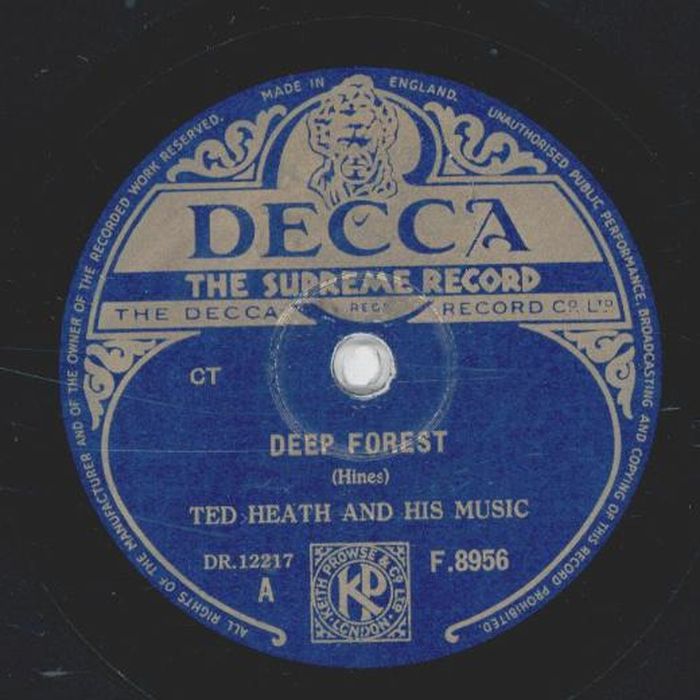 ALL RIGHTS OF THE MANUFACTURER AND OF THE OWNER OF THE RECORDED WORK RESERVED.
MADE IN ENGLAND.
UNAUTHORISED PUBLIC PERFORMANCE, BROADCASTING AND COPYING OF THIS RECORD PROHIBITED.
DECCA
THE SUPREME RECORD
THE DECCA REGD RECORD CO. LTD
CT
DEEP FOREST
(Hines)
TED HEATH AND HIS MUSIC
DR.12217 F.8956
A
KEITH PROWSE & CO LTD
KP
LONDON